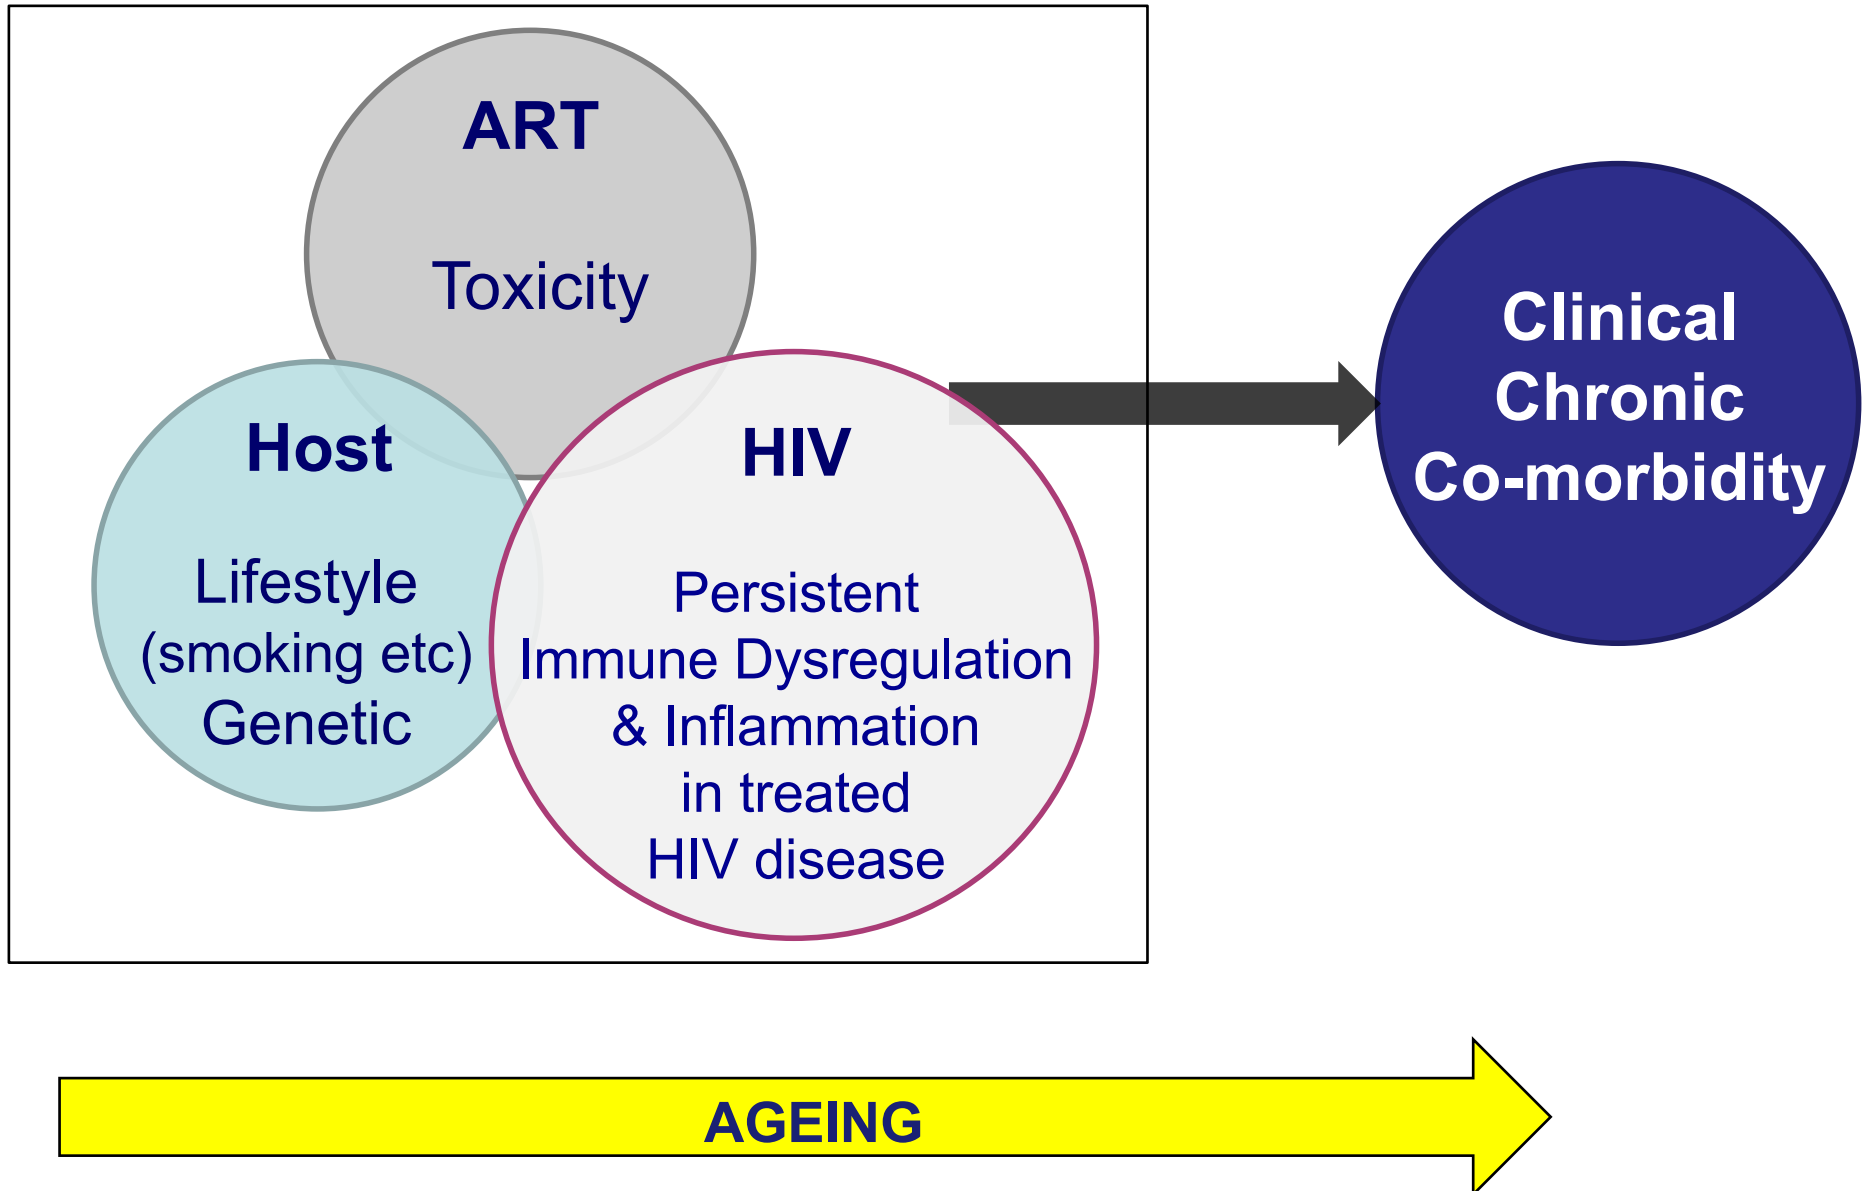 ART
Toxicity
Host
Lifestyle
(smoking etc)
Genetic
HIV
Persistent
Immune Dysregulation
& Inflammation
in treated
HIV disease
Clinical
Chronic
Co-morbidity
AGEING